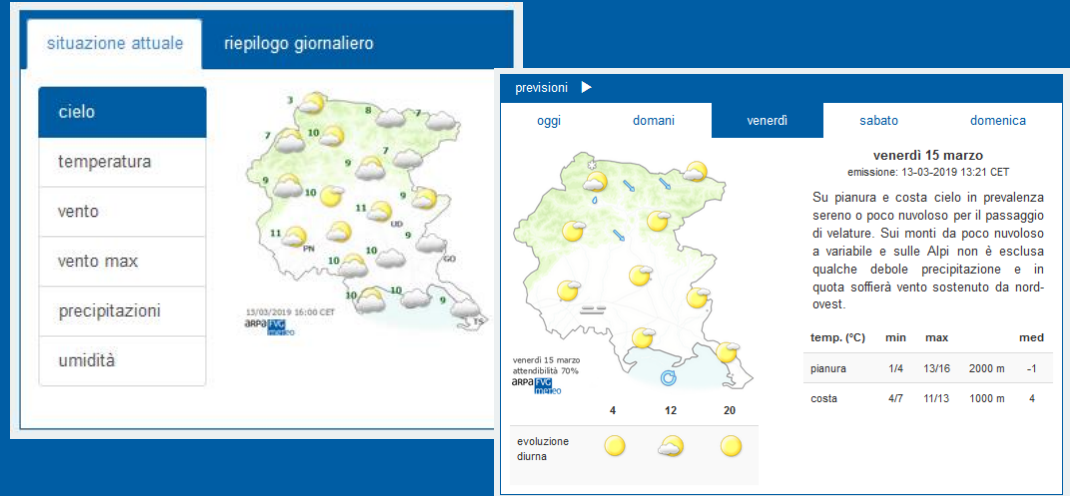 situazione attuale
riepilogo giornaliero
cielo
temperatura
vento
vento max
precipitazioni
umidità
3
8
7
7
10
7
9
9
10
9
11
UD
11
PN
9
10
GO
10
10
10
9
TS
13/03/2019 16:00 CET
arpa FVG
meteo
previsioni
oggi
domani
venerdì
sabato
domenica
venerdì 15 marzo
emissione: 13-03-2019 13:21 CET
Su pianura e costa cielo in prevalenza
sereno o poco nuvoloso per il passaggio
di velature. Sui monti da poco nuvoloso
a variabile e sulle Alpi non è esclusa
qualche debole precipitazione e in
quota soffierà vento sostenuto da nord-
ovest.
temp. (°C) min max med
pianura 1/4 13/16 2000 m -1
costa 4/7 11/13 1000 m 4
venerdì 15 marzo
attendibilità 70%
arpa FVG
meteo
4 12 20
evoluzione
diurna